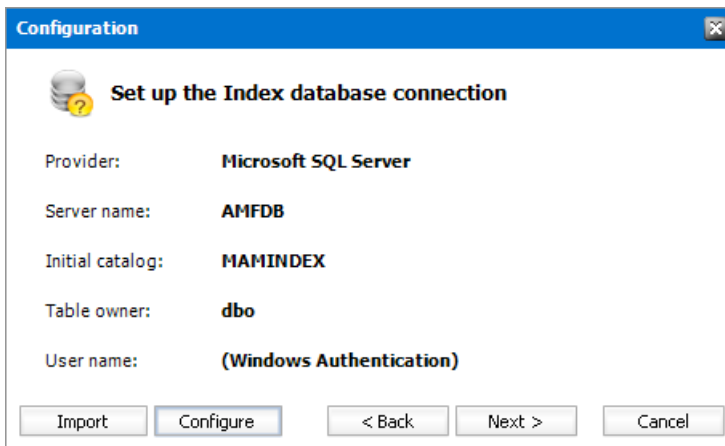 Configuration
Set up the Index database connection
Provider: Microsoft SQL Server
Server name: AMFDB
Initial catalog: MAMINDEX
Table owner: dbo
User name: (Windows Authentication)
Import Configure < Back Next > Cancel